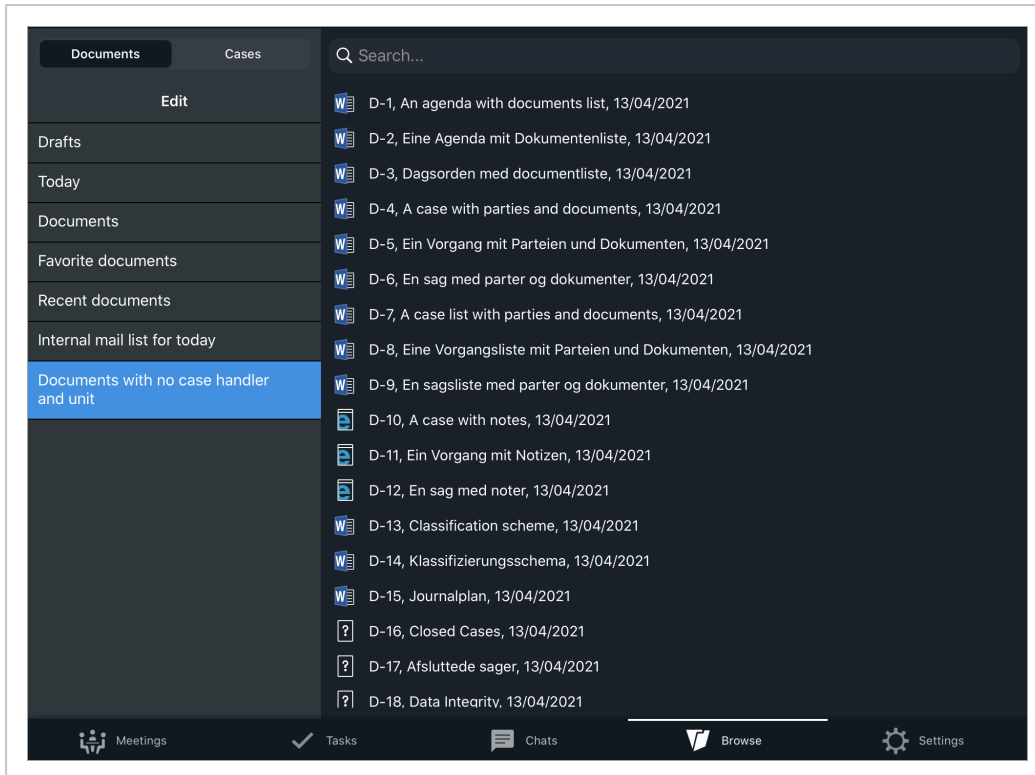 Documents
Cases
Search...
Edit
Drafts
Today
Documents
Favorite documents
Recent documents
Internal mail list for today
Documents with no case handler
and unit
D-1, An agenda with documents list, 13/04/2021
D-2, Eine Agenda mit Dokumentenliste, 13/04/2021
D-3, Dagsorden med documentliste, 13/04/2021
D-4, A case with parties and documents, 13/04/2021
D-5, Ein Vorgang mit Parteien und Dokumenten, 13/04/2021
D-6, En sag med parter og dokumenter, 13/04/2021
D-7, A case list with parties and documents, 13/04/2021
D-8, Eine Vorgangsliste mit Parteien und Dokumenten, 13/04/2021
D-9, En sagsliste med parter og dokumenter, 13/04/2021
D-10, A case with notes, 13/04/2021
D-11, Ein Vorgang mit Notizen, 13/04/2021
D-12, En sag med noter, 13/04/2021
D-13, Classification scheme, 13/04/2021
D-14, Klassifizierungsschema, 13/04/2021
D-15, Journalplan, 13/04/2021
D-16, Closed Cases, 13/04/2021
D-17, Afsluttede sager, 13/04/2021
D-18, Data Integrity, 13/04/2021
Meetings
Tasks
Chats
Browse
Settings